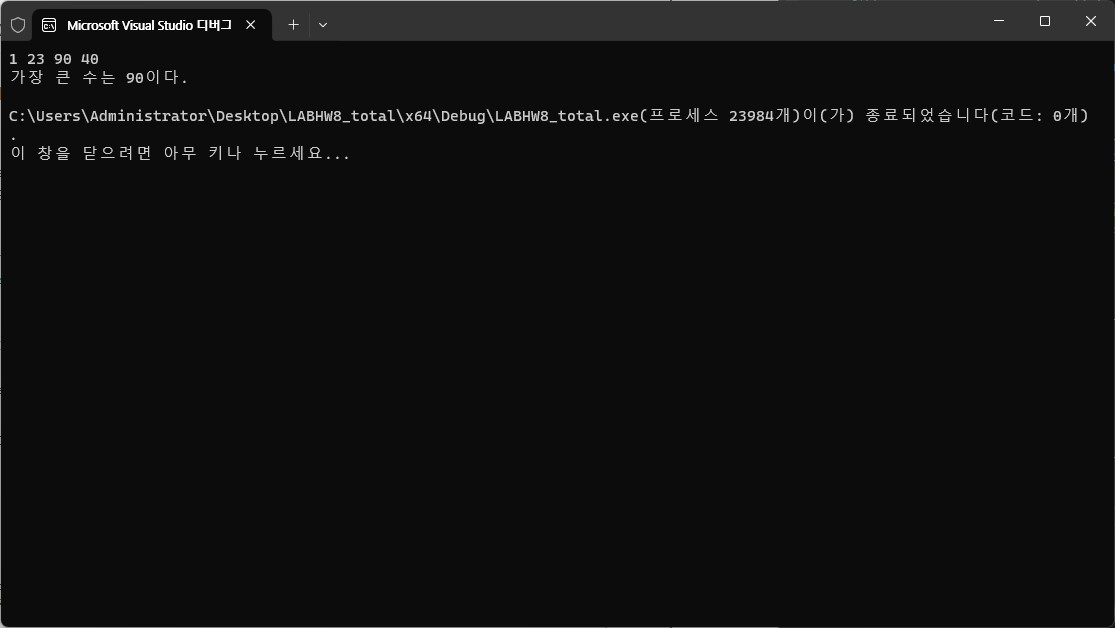 Microsoft Visual Studio 디버그
1 23 90 40
가장 큰 수는 90이다.
C:\Users\Administrator\Desktop\LABHW8_total\x64\Debug\LABHW8_total.exe(프로세스 23984개)이(가) 종료되었습니다(코드: 0개)
.
이 창을 닫으려면 아무 키나 누르세요...